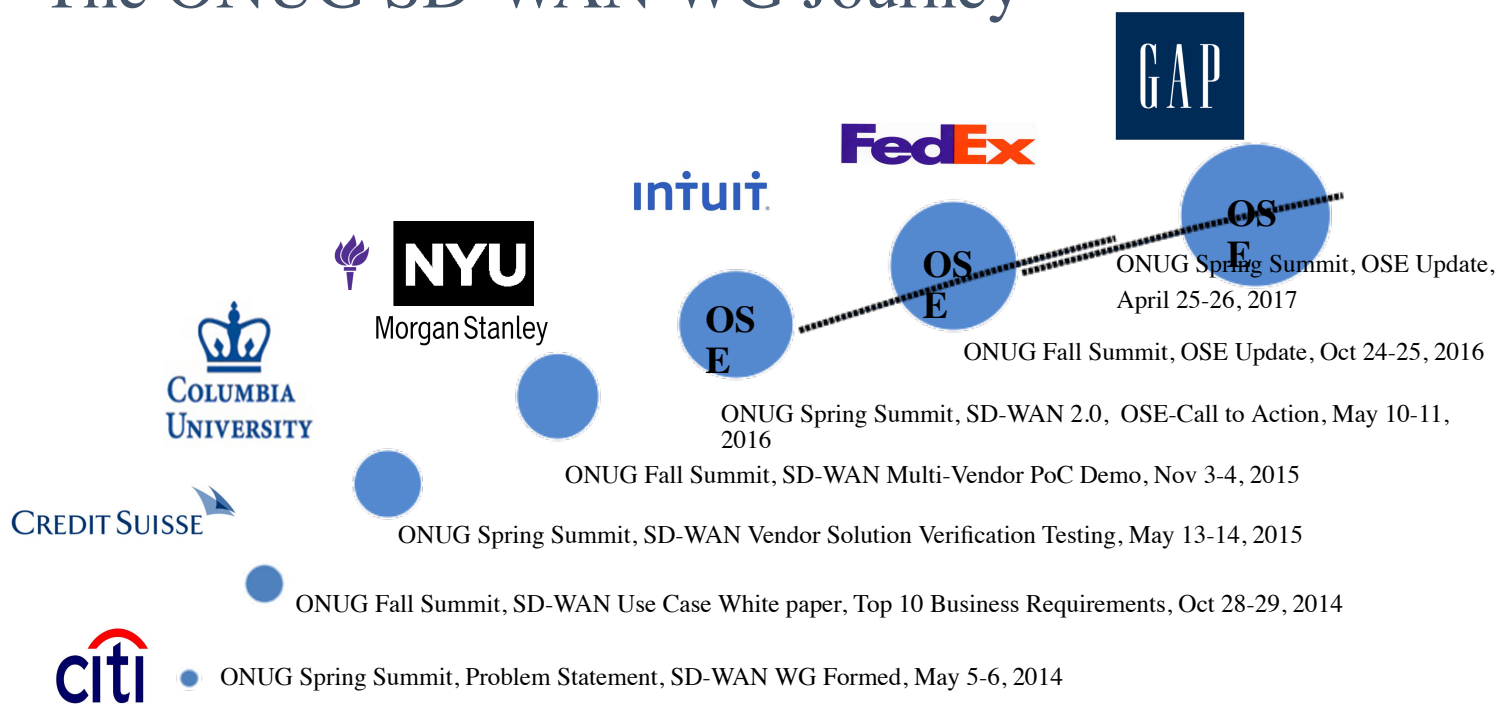 The ONUG SD-WAN WG Journey
GAP
FedEx
intuit
NYU
Morgan Stanley
OS
E
OS
E
OS
E
ONUG Spring Summit, OSE Update,
April 25-26, 2017
COLUMBIA
UNIVERSITY
ONUG Fall Summit, OSE Update, Oct 24-25, 2016
ONUG Spring Summit, SD-WAN 2.0, OSE-Call to Action, May 10-11,
2016
ONUG Fall Summit, SD-WAN Multi-Vendor PoC Demo, Nov 3-4, 2015
CREDIT SUISSE
ONUG Spring Summit, SD-WAN Vendor Solution Verification Testing, May 13-14, 2015
ONUG Fall Summit, SD-WAN Use Case White paper, Top 10 Business Requirements, Oct 28-29, 2014
citi
ONUG Spring Summit, Problem Statement, SD-WAN WG Formed, May 5-6, 2014